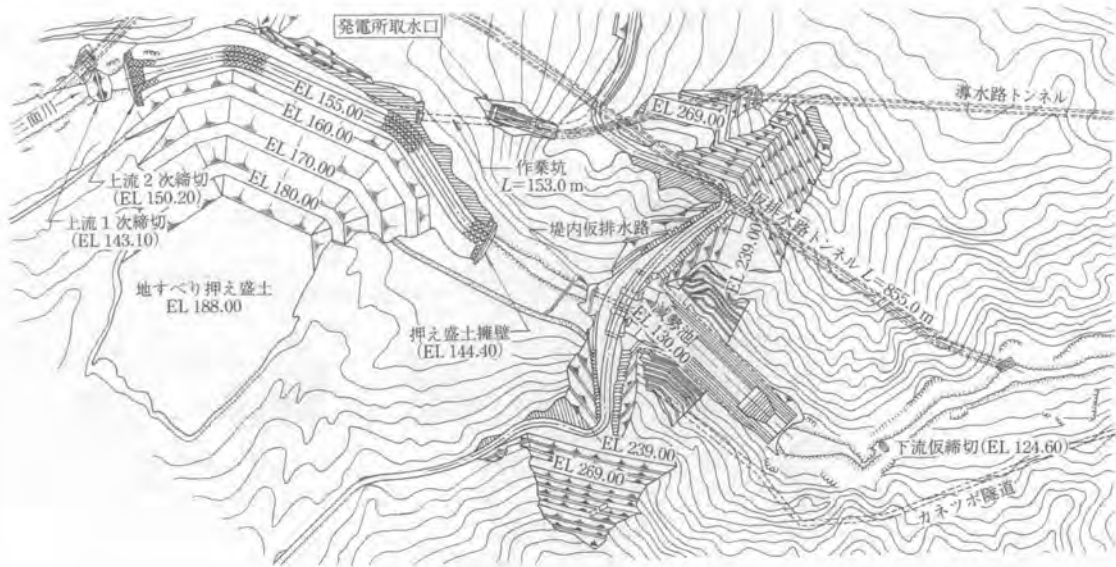 発電所取水口
導水路トンネル
EL 269.00
三面川
EL 155.00
EL 160.00
EL 170.00
EL 180.00
作業坑
L=153.0 m
上流2次締切
(EL 150.20)
上流1次締切
(EL 143.10)
堤内仮排水路
仮排水路トンネル L=855.0 m
EL 239.00
地すべり押え盛土
EL 188.00
押え盛土擁壁
(EL 144.40)
減勢池
EL 130.00
下流仮締切(EL 124.60)
EL 239.00
EL 269.00
カネツボ隧道